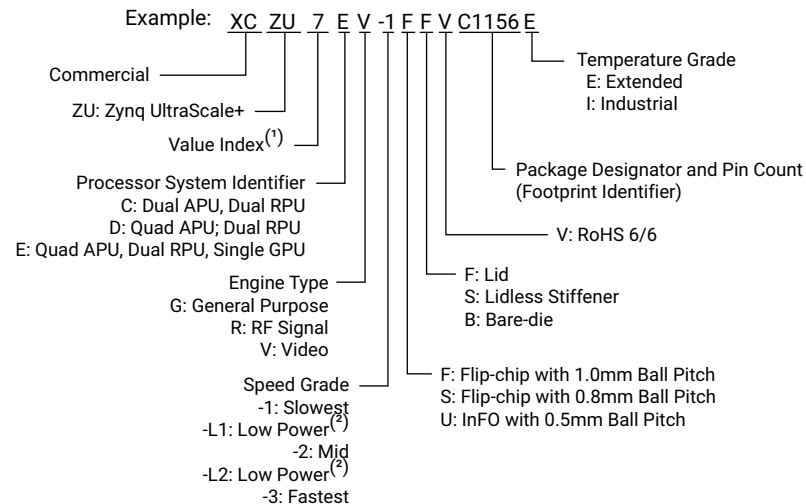 Example: XC ZU 7 E V -1 F F V C1156 E
Commercial
ZU: Zynq UltraScale+
Value Index(1)
Processor System Identifier
C: Dual APU, Dual RPU
D: Quad APU; Dual RPU
E: Quad APU, Dual RPU, Single GPU
Engine Type
G: General Purpose
R: RF Signal
V: Video
Speed Grade
-1: Slowest
-L1: Low Power(2)
-2: Mid
-L2: Low Power(2)
-3: Fastest
Temperature Grade
E: Extended
I: Industrial
Package Designator and Pin Count
(Footprint Identifier)
V: RoHS 6/6
F: Lid
S: Lidless Stiffener
B: Bare-die
F: Flip-chip with 1.0mm Ball Pitch
S: Flip-chip with 0.8mm Ball Pitch
U: InFO with 0.5mm Ball Pitch